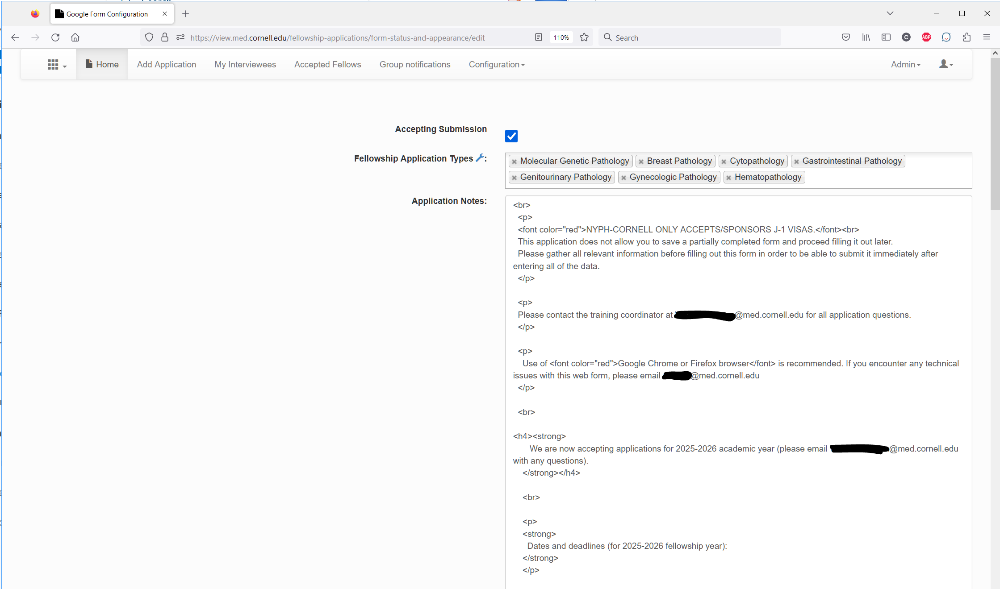 Google Form Configuration
https://view.med.cornell.edu/fellowship-applications/form-status-and-appearance/edit
110%
Search
C
ABP
Home
Add Application
My Interviewees
Accepted Fellows
Group notifications
Configuration
Admin
Accepting Submission
Fellowship Application Types :
× Molecular Genetic Pathology × Breast Pathology × Cytopathology × Gastrointestinal Pathology
× Genitourinary Pathology × Gynecologic Pathology × Hematopathology
Application Notes:
<br>
<p>
<font color="red">NYPH-CORNELL ONLY ACCEPTS/SPONSORS J-1 VISAS.</font><br>
This application does not allow you to save a partially completed form and proceed filling it out later.
Please gather all relevant information before filling out this form in order to be able to submit it immediately after
entering all of the data.
</p>
<p>
Please contact the training coordinator at @med.cornell.edu for all application questions.
</p>
<p>
Use of <font color="red">Google Chrome or Firefox browser</font> is recommended. If you encounter any technical
issues with this web form, please email @med.cornell.edu
</p>
<br>
<h4><strong>
We are now accepting applications for 2025-2026 academic year (please email @med.cornell.edu
with any questions).
</strong></h4>
<br>
<p>
<strong>
Dates and deadlines (for 2025-2026 fellowship year):
</strong>
</p>